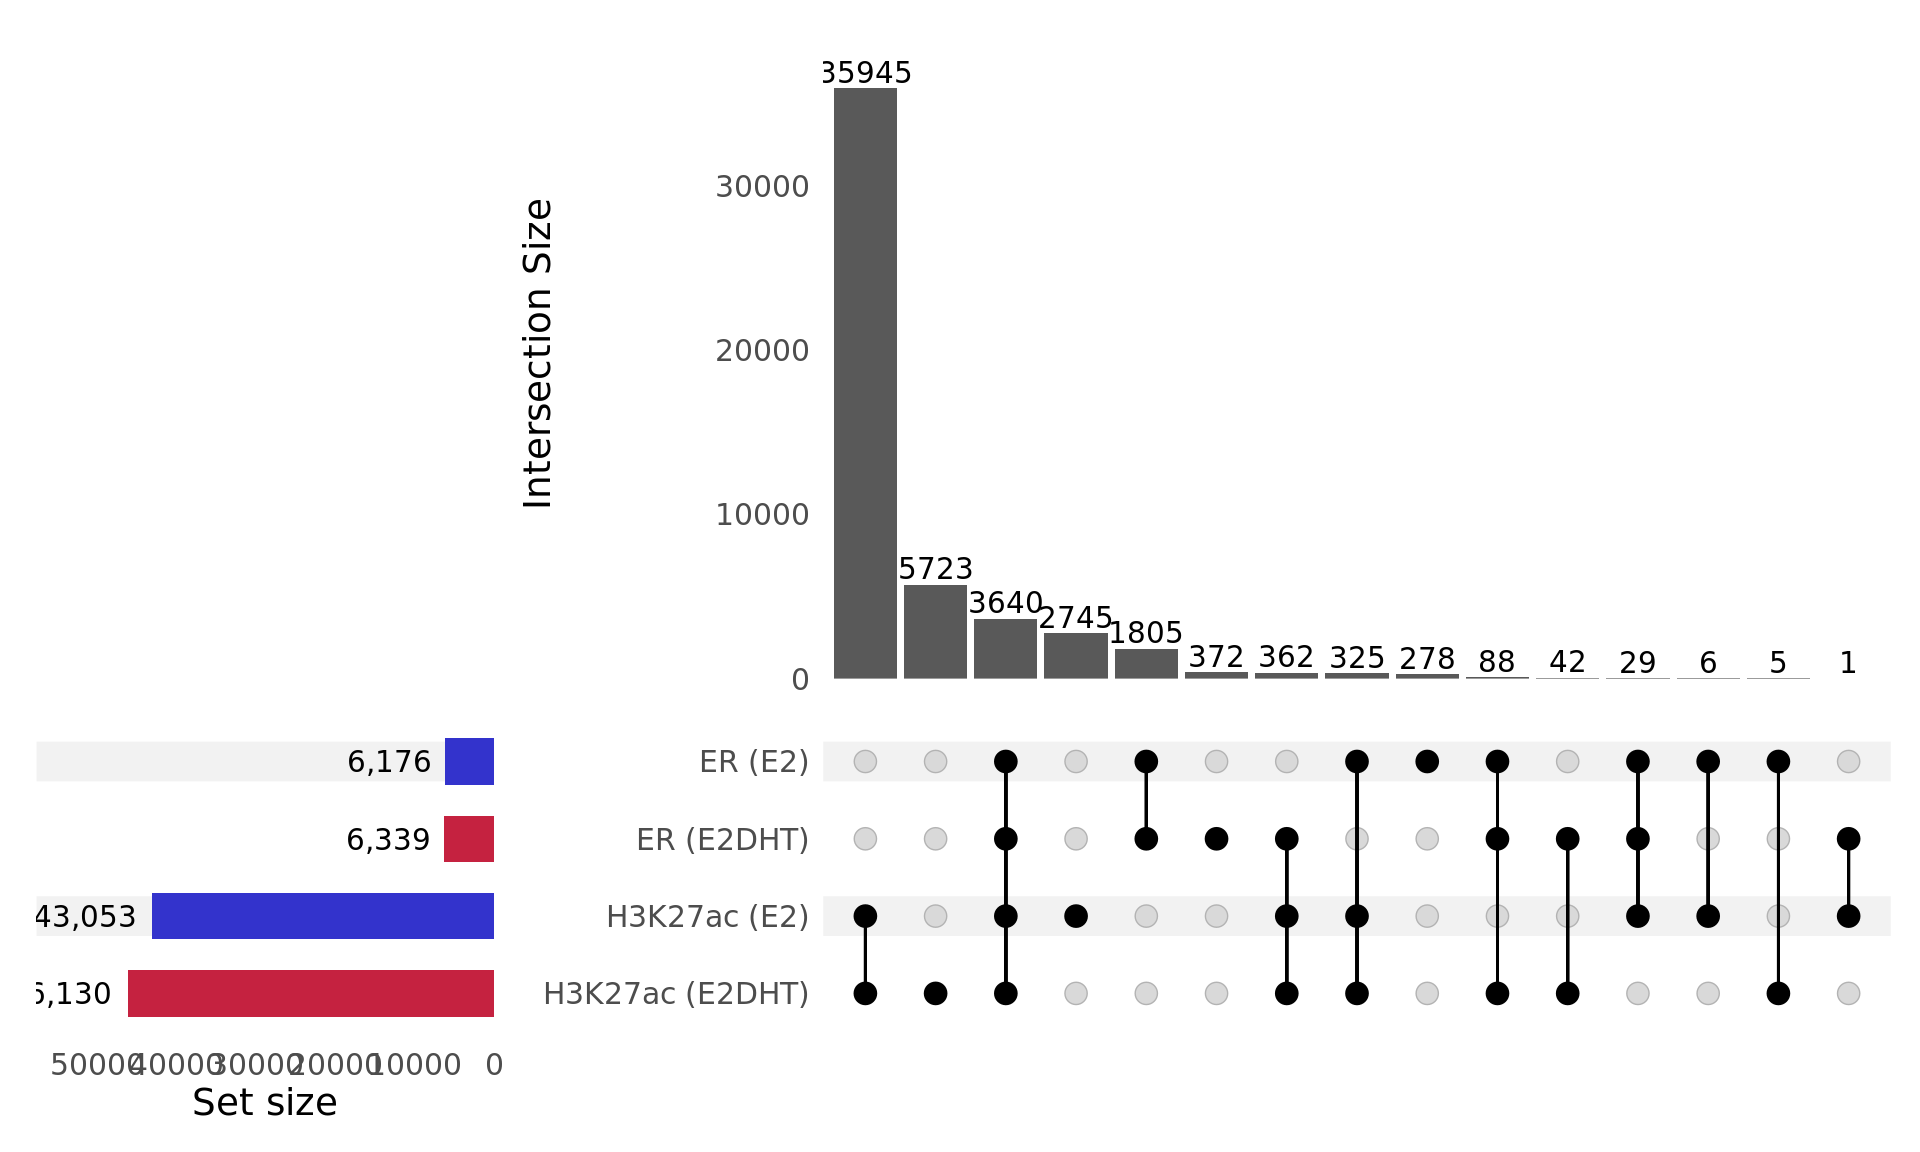 35945
30000
20000
10000
0
Intersection Size
5723
3640
2745
1805
372 362 325 278 88 42 29 6 5 1
6,176
ER (E2)
6,339
ER (E2DHT)
43,053
H3K27ac (E2)
6,130
H3K27ac (E2DHT)
50000 40000 30000 20000 10000 0
Set size